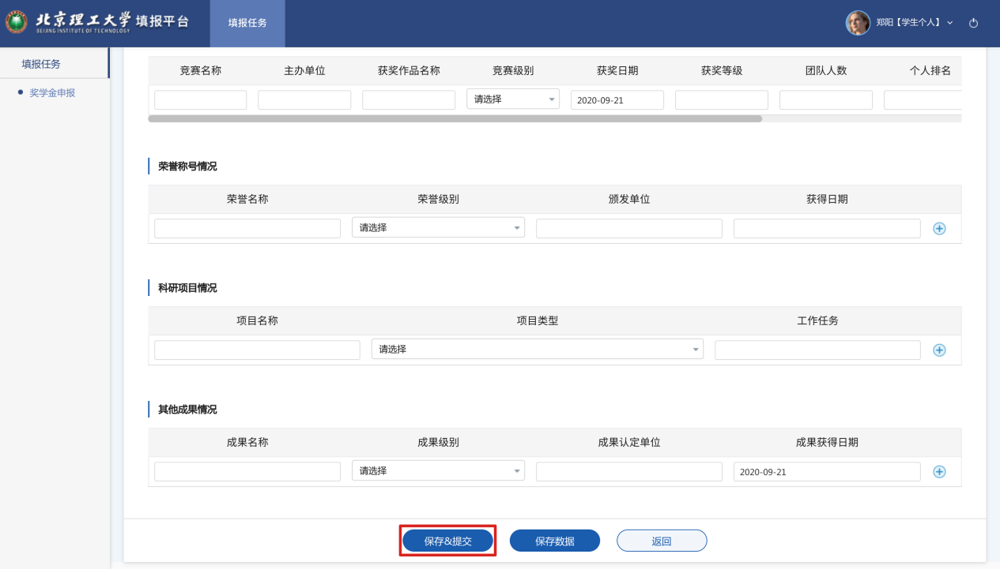 北京理工大学 填报平台
BEIJING INSTITUTE OF TECHNOLOGY
填报任务
郑阳【学生个人】
填报任务
奖学金申报
竞赛名称 主办单位 获奖作品名称 竞赛级别 获奖日期 获奖等级 团队人数 个人排名
请选择 2020-09-21
荣誉称号情况
荣誉名称 荣誉级别 颁发单位 获得日期
请选择
科研项目情况
项目名称 项目类型 工作任务
请选择
其他成果情况
成果名称 成果级别 成果认定单位 成果获得日期
请选择 2020-09-21
保存&提交 保存数据 返回